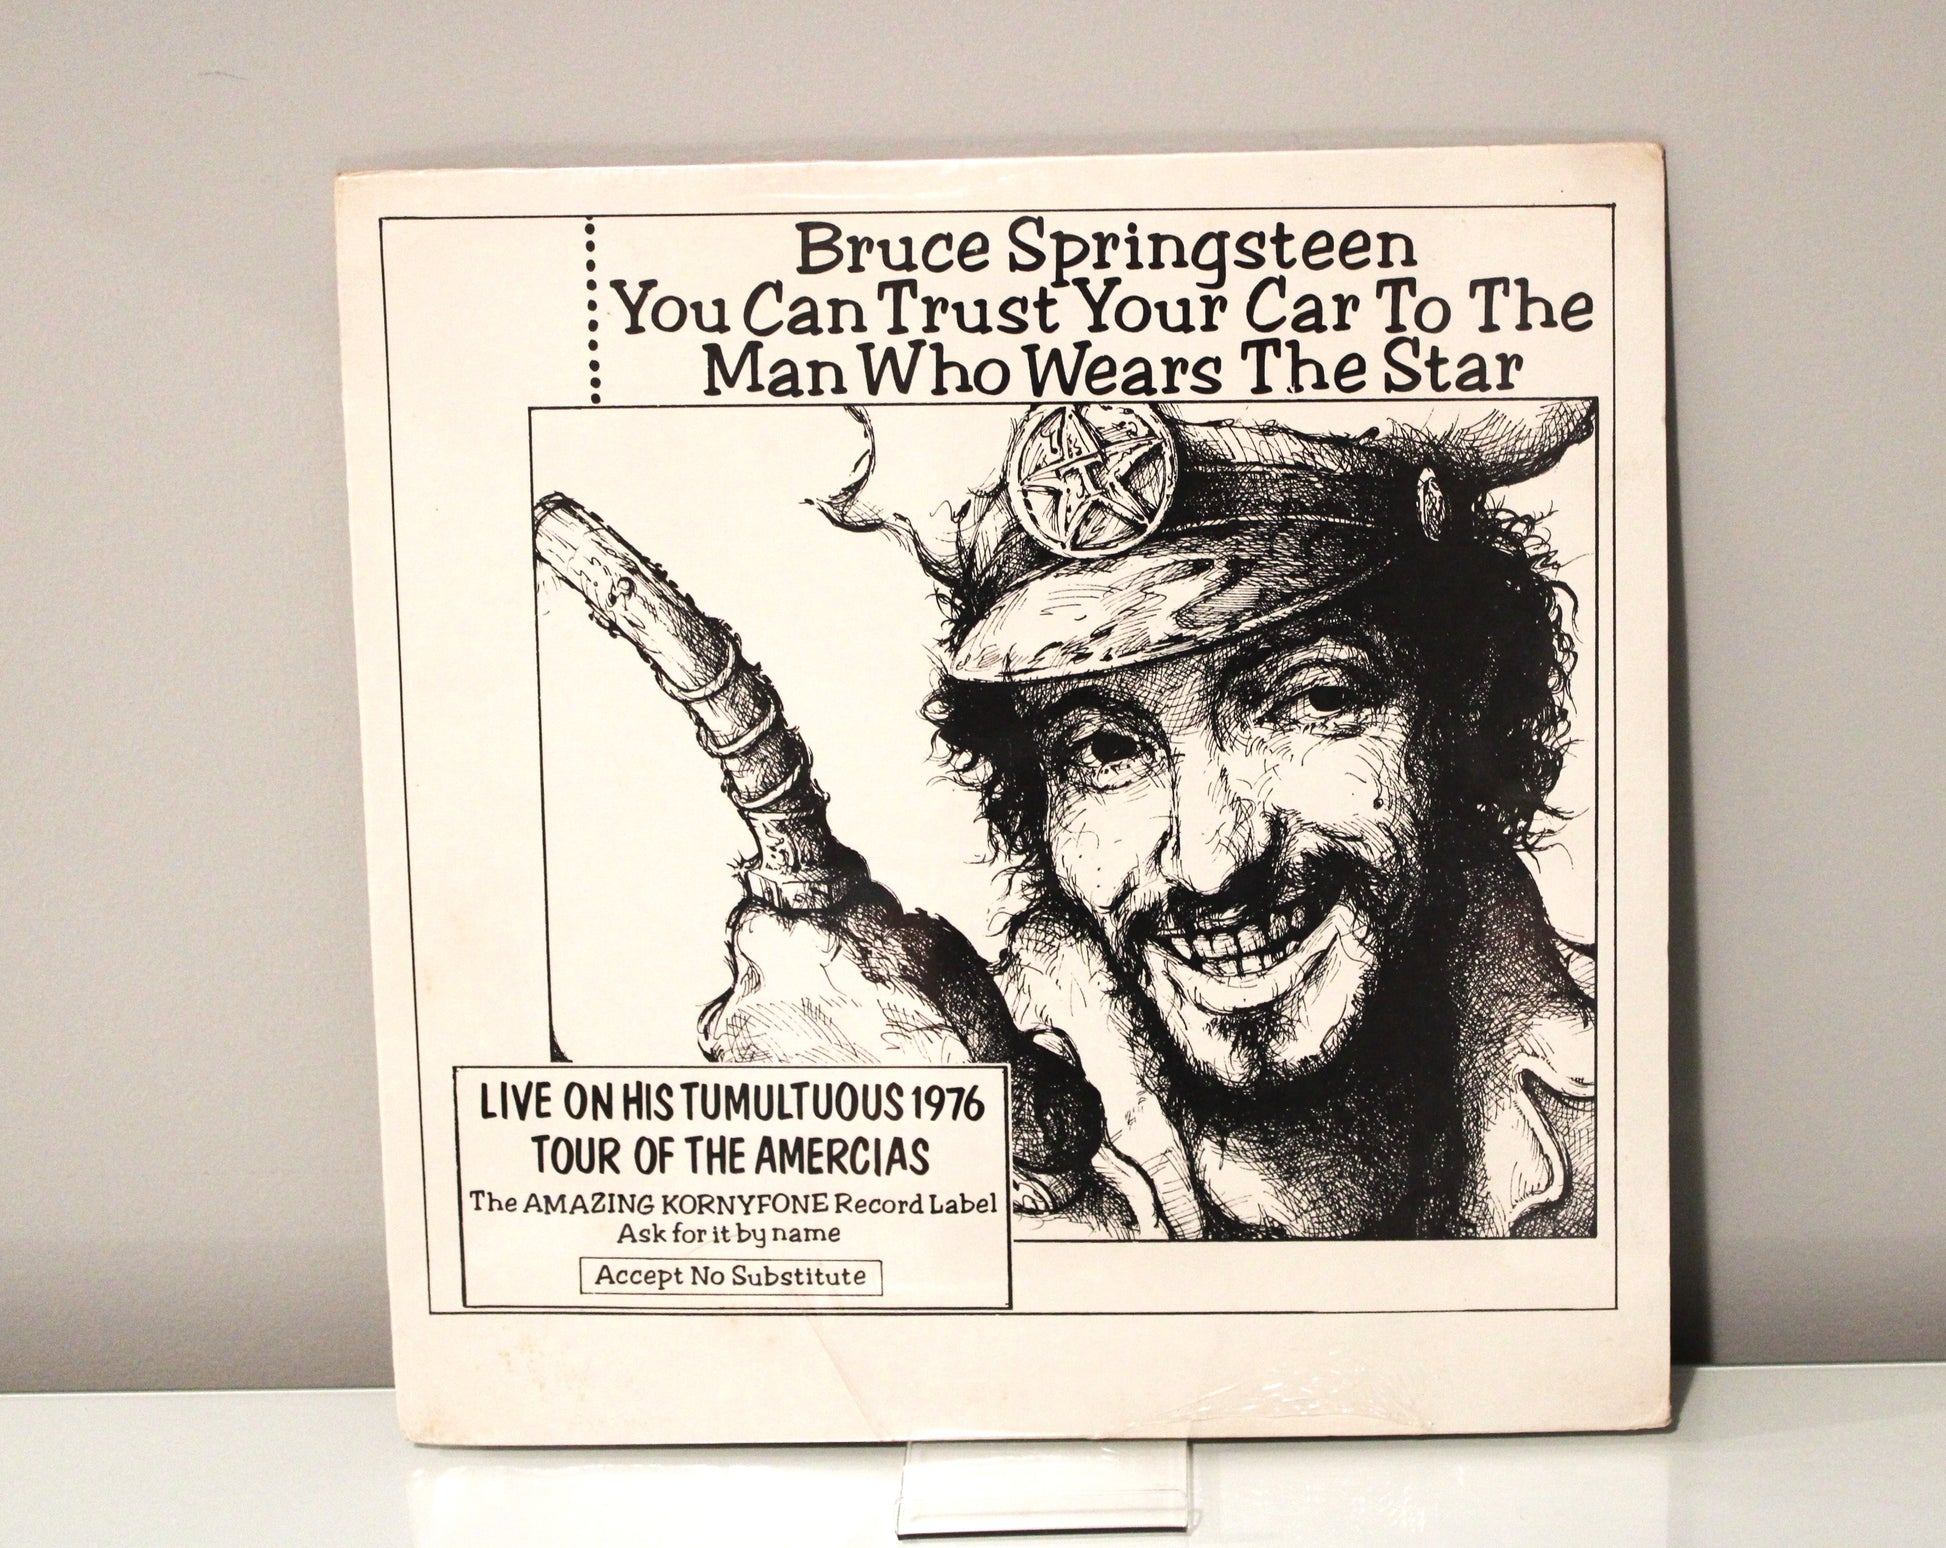 Bruce Springsteen
You Can Trust Your Car To The
Man Who Wears The Star
LIVE ON HIS TUMULTUOUS 1976
TOUR OF THE AMERCIAS
The AMAZING KORNYFONE Record Label
Ask for it by name
Accept No Substitute